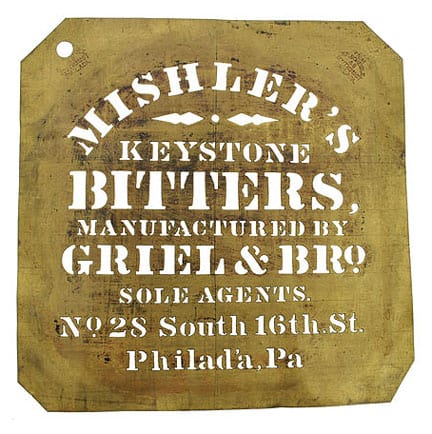 MISHLER'S
KEYSTONE
BITTERS,
MANUFACTURED BY
GRIEL & BRO.
SOLE AGENTS.
No. 28 South 16th. St.
Philad'a, Pa